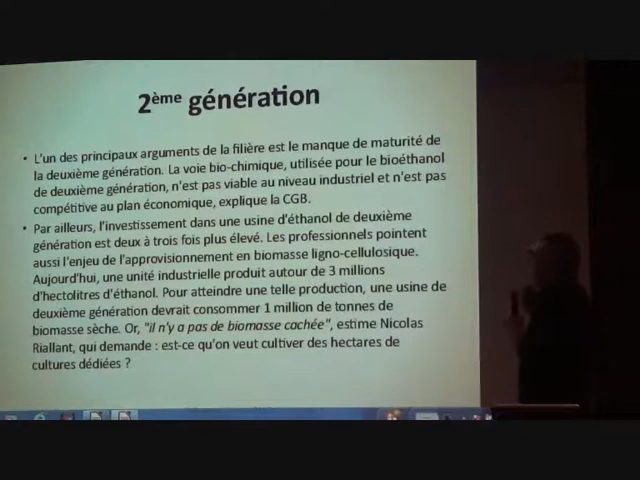 2ème génération
• L'un des principaux arguments de la filière est le manque de maturité de
la deuxième génération. La voie bio-chimique, utilisée pour le bioéthanol
de deuxième génération, n'est pas viable au niveau industriel et n'est pas
compétitive au plan économique, explique la CGB.
• Par ailleurs, l'investissement dans une usine d'éthanol de deuxième
génération est deux à trois fois plus élevé. Les professionnels pointent
aussi l'enjeu de l'approvisionnement en biomasse ligno-cellulosique.
Aujourd'hui, une unité industrielle produit autour de 3 millions
d'hectolitres d'éthanol. Pour atteindre une telle production, une usine de
deuxième génération devrait consommer 1 million de tonnes de
biomasse sèche. Or, "il n'y a pas de biomasse cachée", estime Nicolas
Riallant, qui demande : est-ce qu'on veut cultiver des hectares de
cultures dédiées ?